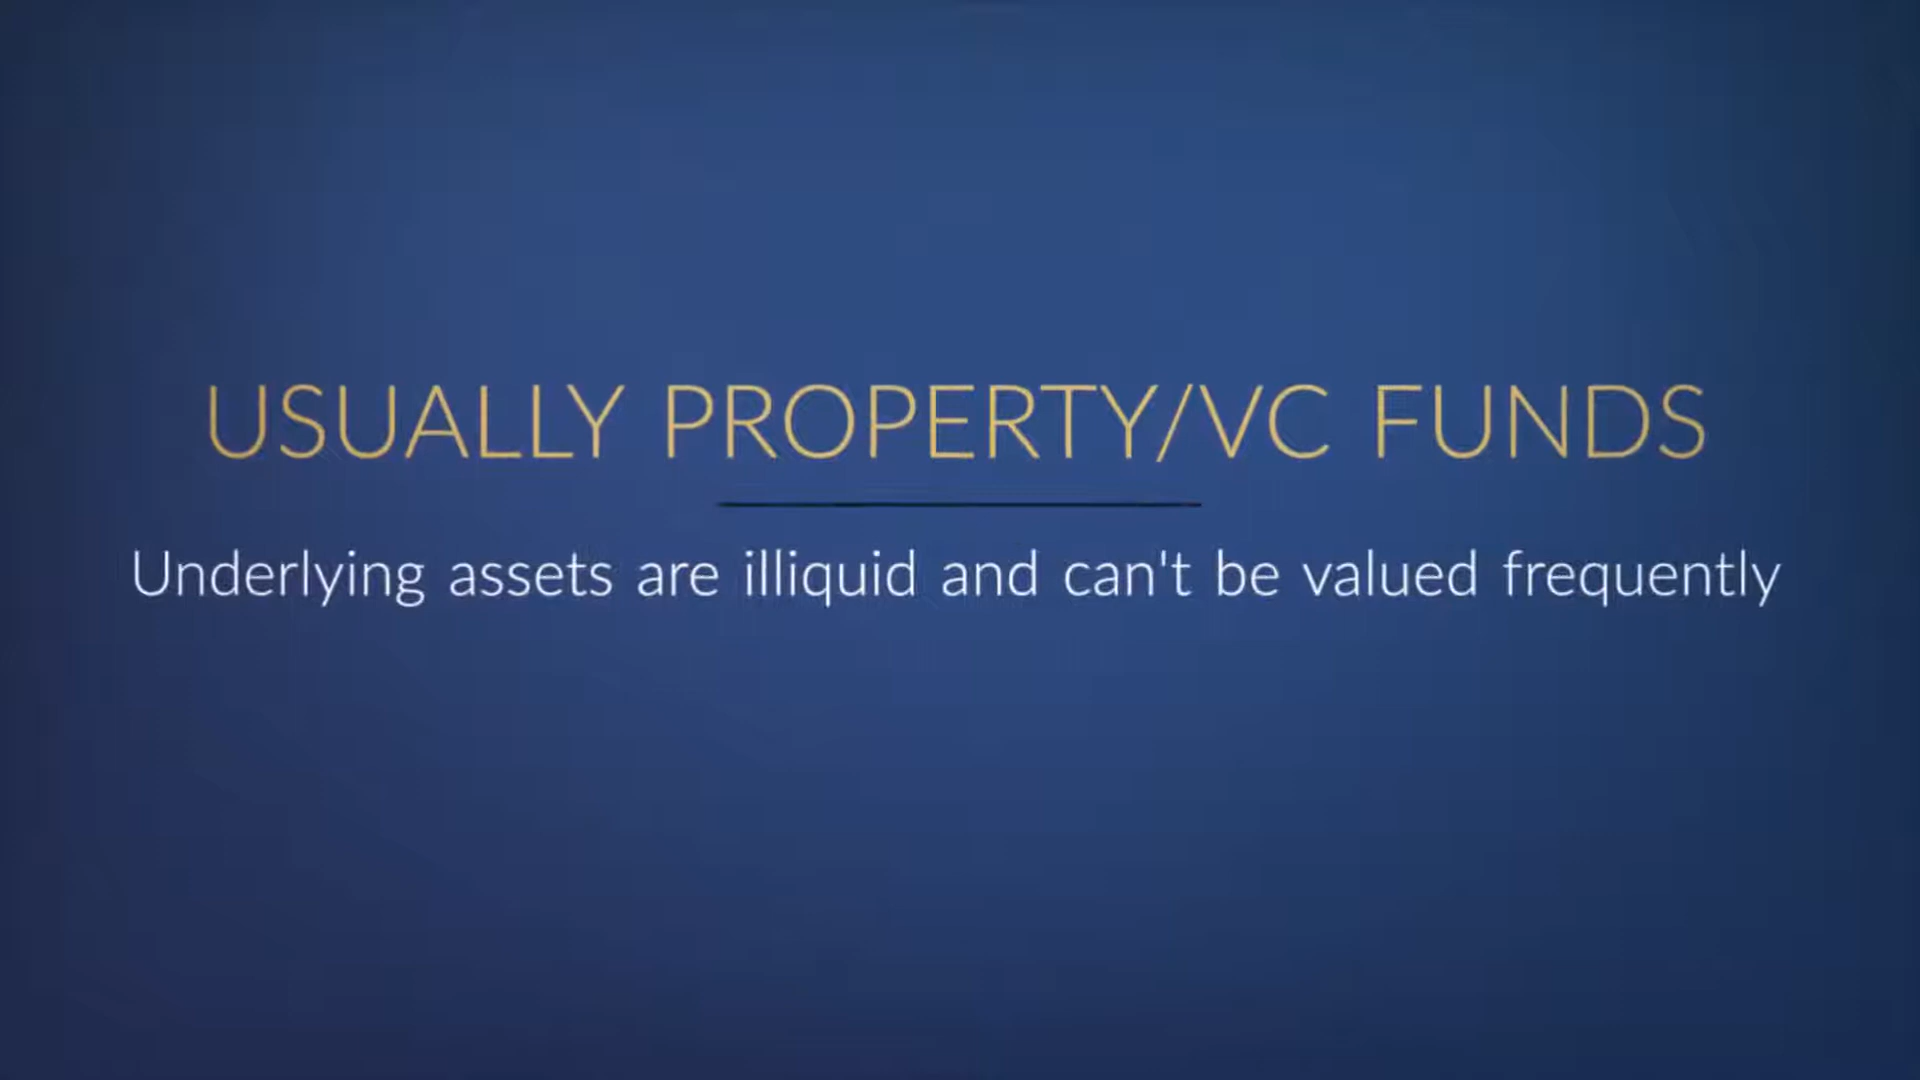 USUALLY PROPERTY/VC FUNDS
Underlying assets are illiquid and can't be valued frequently